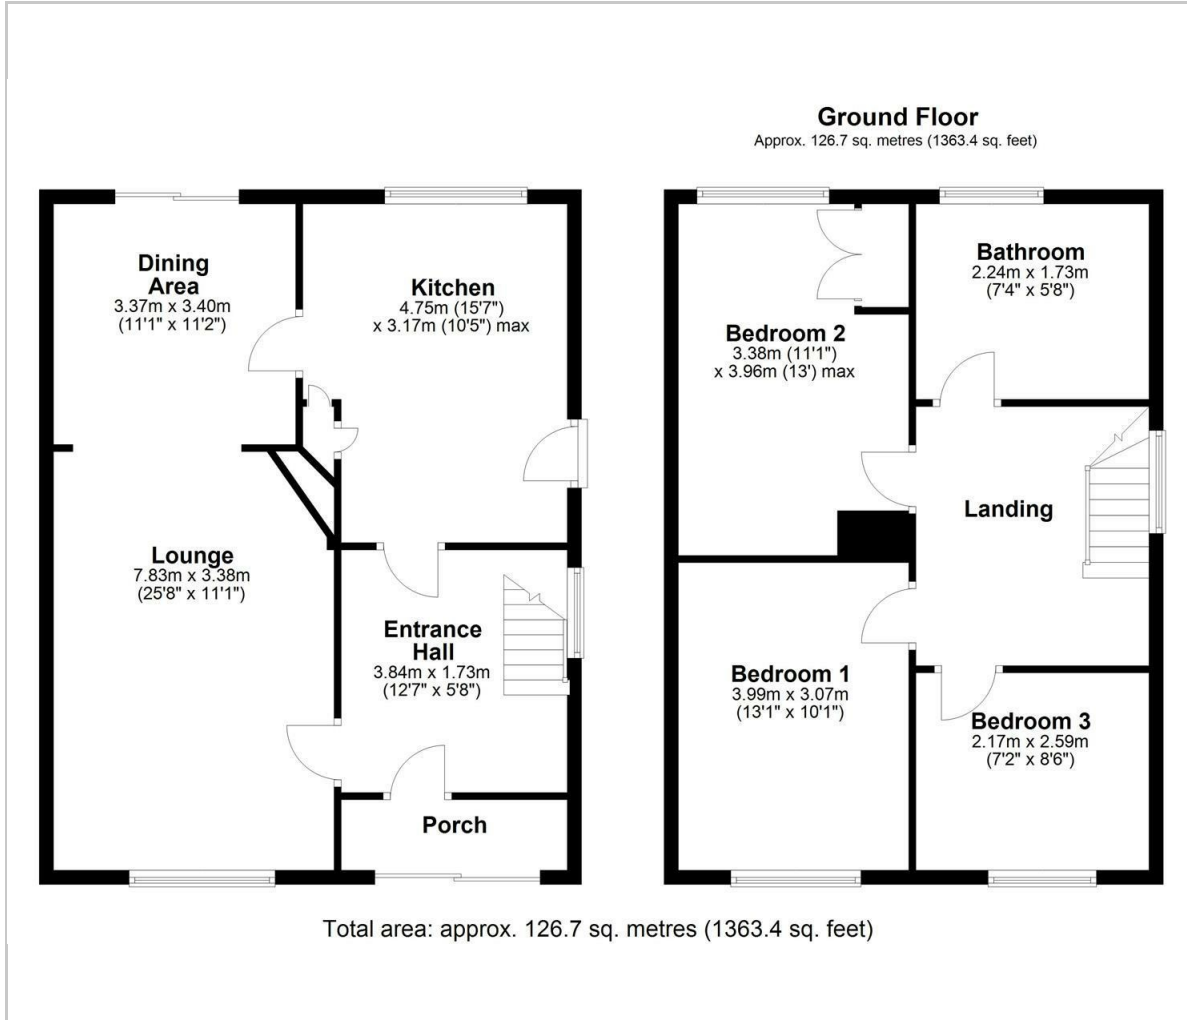 Ground Floor
Approx. 126.7 sq. metres (1363.4 sq. feet)
Dining
Area
3.37m x 3.40m
(11'1" x 11'2")
Kitchen
4.75m (15'7")
x 3.17m (10'5") max
Lounge
7.83m x 3.38m
(25'8" x 11'1")
Entrance
Hall
3.84m x 1.73m
(12'7" x 5'8")
Porch
Bedroom 2
3.38m (11'1")
x 3.96m (13') max
Bathroom
2.24m x 1.73m
(7'4" x 5'8")
Landing
Bedroom 1
3.99m x 3.07m
(13'1" x 10'1")
Bedroom 3
2.17m x 2.59m
(7'2" x 8'6")
Total area: approx. 126.7 sq. metres (1363.4 sq. feet)